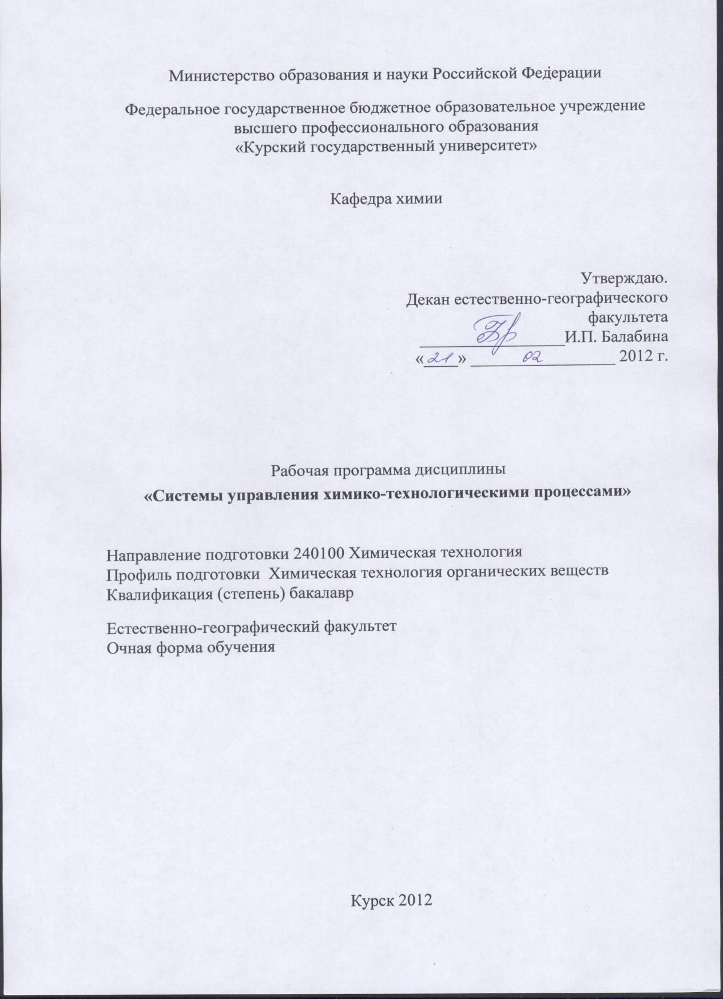 Министерство образования и науки Российской Федерации
Федеральное государственное бюджетное образовательное учреждение
высшего профессионального образования
«Курский государственный университет»
Кафедра химии
Утверждаю.
Декан естественно-географического
факультета
И.П. Балабина
«21» 02 2012 г.
Рабочая программа дисциплины
«Системы управления химико-технологическими процессами»
Направление подготовки 240100 Химическая технология
Профиль подготовки Химическая технология органических веществ
Квалификация (степень) бакалавр
Естественно-географический факультет
Очная форма обучения
Курск 2012